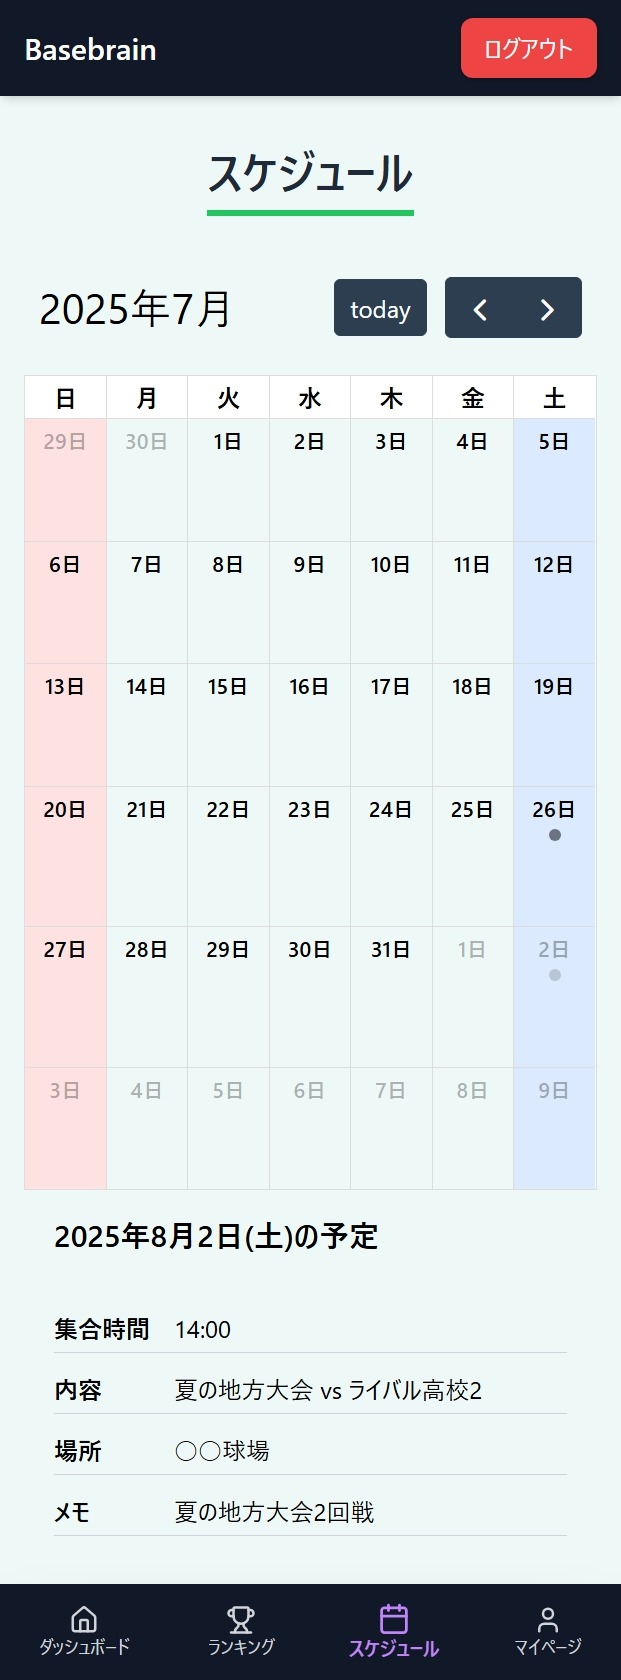 Basebrain ログアウト
スケジュール
2025年7月 today
日 月 火 水 木 金 土
29日 30日 1日 2日 3日 4日 5日
6日 7日 8日 9日 10日 11日 12日
13日 14日 15日 16日 17日 18日 19日
20日 21日 22日 23日 24日 25日 26日
27日 28日 29日 30日 31日 1日 2日
3日 4日 5日 6日 7日 8日 9日
2025年8月2日(土)の予定
集合時間 14:00
内容 夏の地方大会 vs ライバル高校2
場所 〇〇球場
メモ 夏の地方大会2回戦
ダッシュボード ランキング スケジュール マイページ